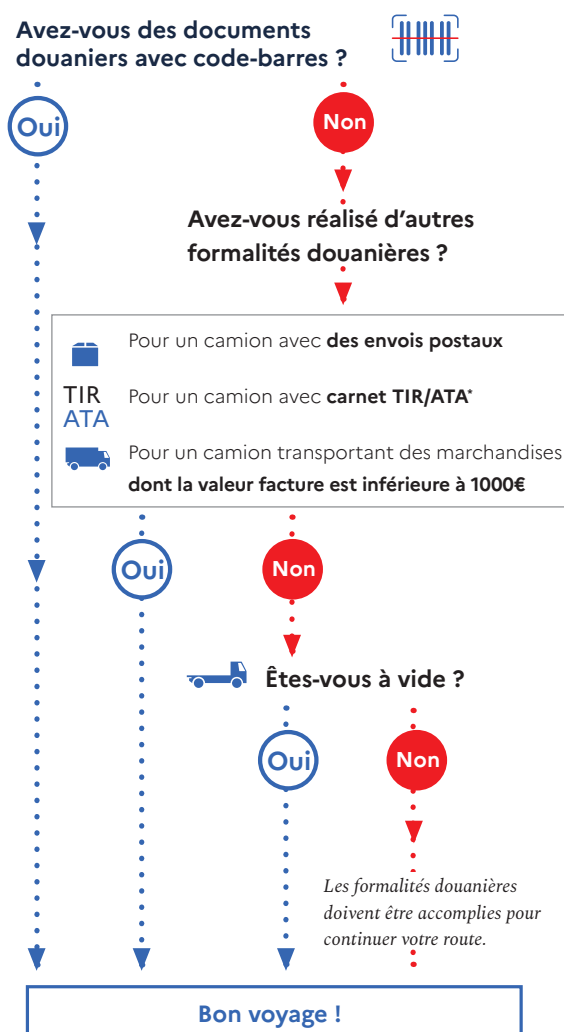 Avez-vous des documents
douaniers avec code-barres ?
Oui
Non
Avez-vous réalisé d'autres
formalités douanières ?
Pour un camion avec des envois postaux
TIR
ATA
Pour un camion avec carnet TIR/ATA*
Pour un camion transportant des marchandises
dont la valeur facture est inférieure à 1000€
Oui
Non
Êtes-vous à vide ?
Oui
Non
Les formalités douanières
doivent être accomplies pour
continuer votre route.
Bon voyage !